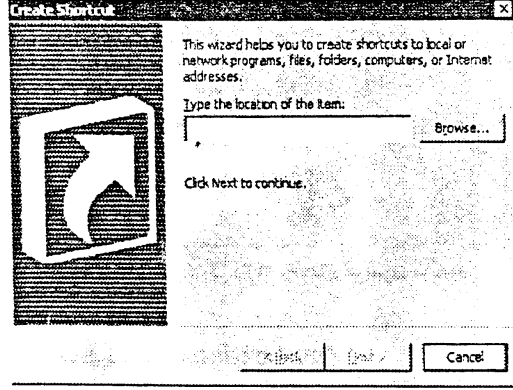 Create Shortcut
This wizard helps you to create shortcuts to local or
network programs, files, folders, computers, or Internet
addresses.
Type the location of the item:
Browse...
Click Next to continue.
Cancel